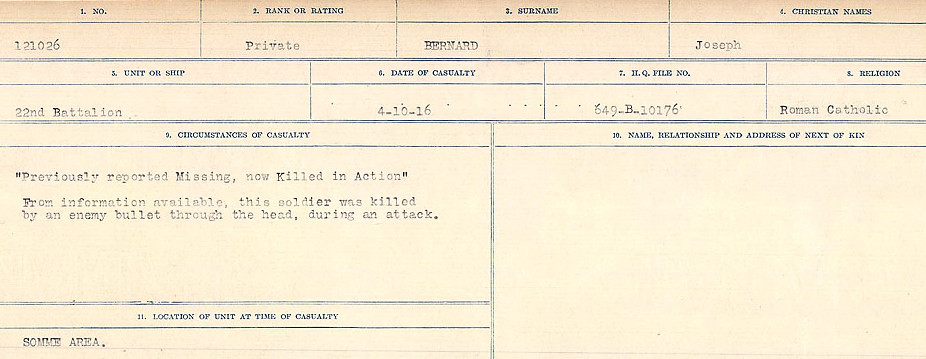 1. NO. 2. RANK OR RATING 3. SURNAME 4. CHRISTIAN NAMES
121026 Private BERNARD Joseph
5. UNIT OR SHIP 6. DATE OF CASUALTY 7. H.Q. FILE NO. 8. RELIGION
22nd Battalion 4-10-16 649-B-10176 Roman Catholic
9. CIRCUMSTANCES OF CASUALTY 10. NAME, RELATIONSHIP AND ADDRESS OF NEXT OF KIN
"Previously reported Missing, now Killed in Action"
From information available, this soldier was killed
by an enemy bullet through the head, during an attack.
11. LOCATION OF UNIT AT TIME OF CASUALTY
SOMME AREA.